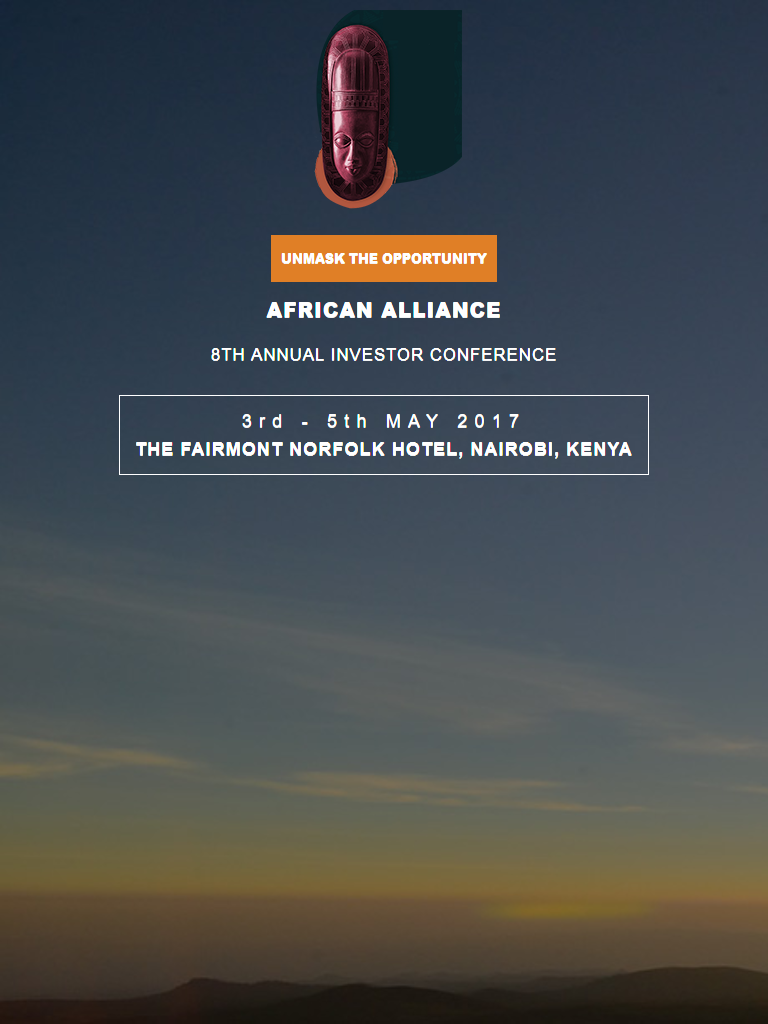 UNMASK THE OPPORTUNITY
AFRICAN ALLIANCE
8TH ANNUAL INVESTOR CONFERENCE
3rd - 5th MAY 2017
THE FAIRMONT NORFOLK HOTEL, NAIROBI, KENYA